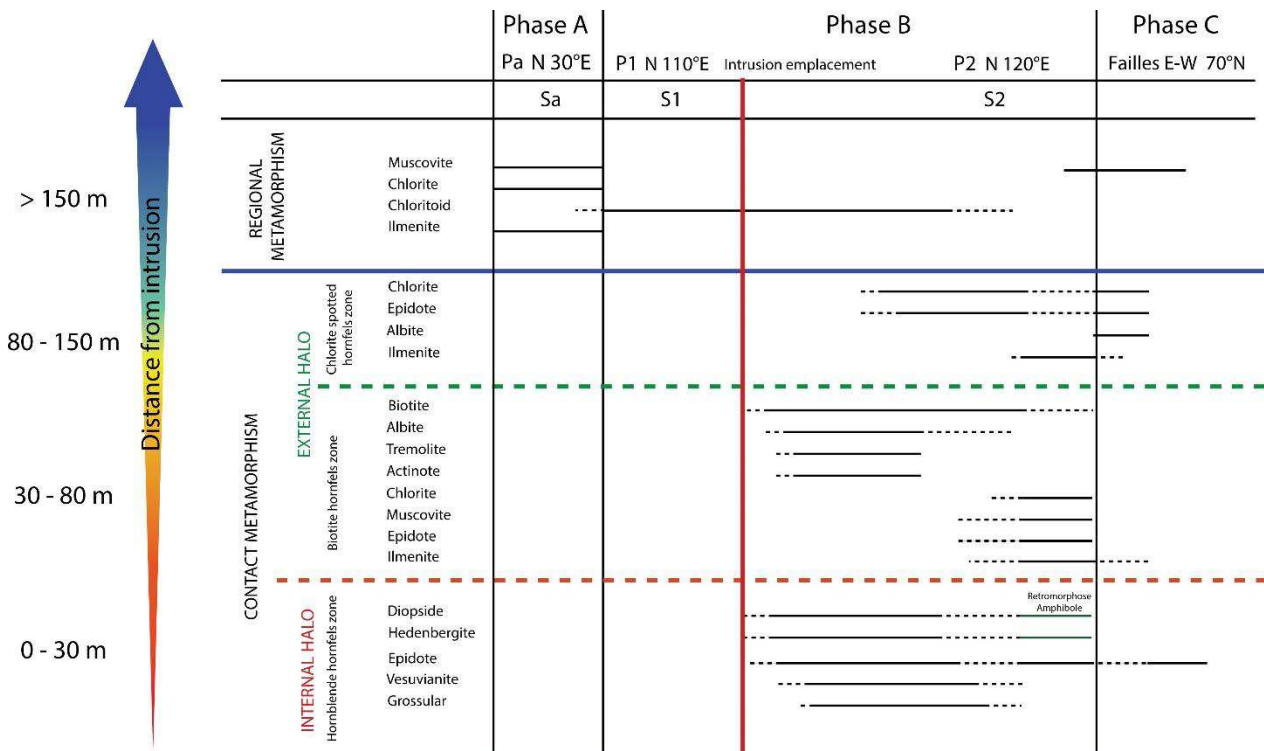 Phase A
Phase B
Phase C
Pa N 30°E
P1 N 110°E
Intrusion emplacement
P2 N 120°E
Failles E-W 70°N
Sa
S1
S2
Distance from intrusion
> 150 m
80 - 150 m
30 - 80 m
0 - 30 m
REGIONAL
METAMORPHISM
Muscovite
Chlorite
Chloritoid
Ilmenite
CONTACT METAMORPHISM
EXTERNAL HALO
Chlorite spotted
hornfels zone
Chlorite
Epidote
Albite
Ilmenite
Biotite hornfels zone
Biotite
Albite
Tremolite
Actinote
Chlorite
Muscovite
Epidote
Ilmenite
INTERNAL HALO
Hornblende hornfels zone
Diopside
Hedenbergite
Epidote
Vesuvianite
Grossular
Retromorphose
Amphibole